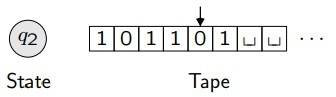 q2 1 0 1 1 0 1 ␣ ␣ ⋯
State Tape